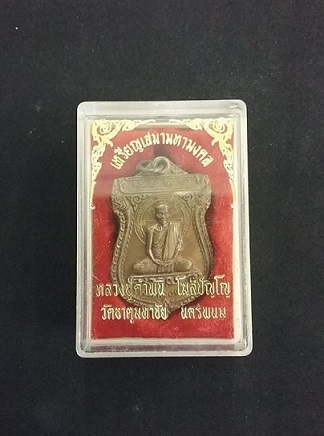 เหรียญเสมามหามงคล
หลวงปู่คำพันธ์ โฆสปัญโญ
วัดธาตุมหาชัย นครพนม